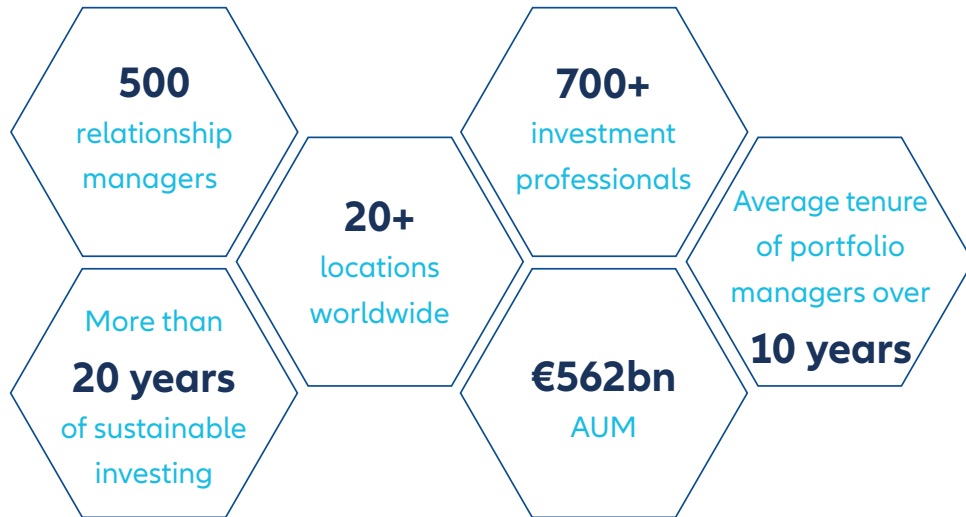 500
relationship
managers
700+
investment
professionals
20+
locations
worldwide
Average tenure
of portfolio
managers over
10 years
More than
20 years
of sustainable
investing
€562bn
AUM